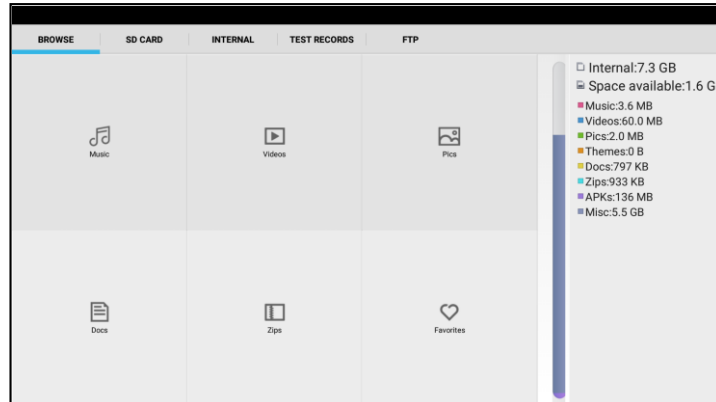 BROWSE SD CARD INTERNAL TEST RECORDS FTP
Music Videos Pics
Docs Zips Favorites
Internal:7.3 GB
Space available:1.6 G
Music:3.6 MB
Videos:60.0 MB
Pics:2.0 MB
Themes:0 B
Docs:797 KB
Zips:933 KB
APKs:136 MB
Misc:5.5 GB